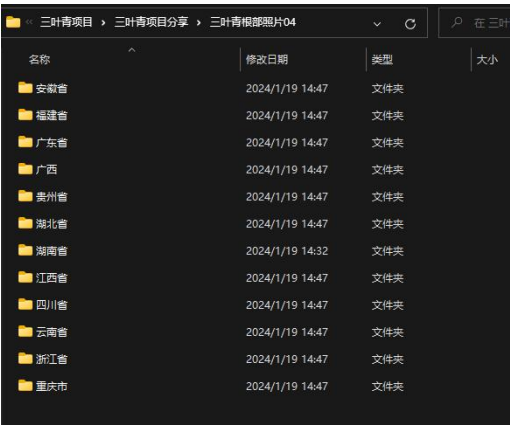 « 三叶青项目 › 三叶青项目分享 › 三叶青根部照片04 在 三叶
名称 修改日期 类型 大小
安徽省 2024/1/19 14:47 文件夹
福建省 2024/1/19 14:47 文件夹
广东省 2024/1/19 14:47 文件夹
广西 2024/1/19 14:47 文件夹
贵州省 2024/1/19 14:47 文件夹
湖北省 2024/1/19 14:47 文件夹
湖南省 2024/1/19 14:32 文件夹
江西省 2024/1/19 14:47 文件夹
四川省 2024/1/19 14:47 文件夹
云南省 2024/1/19 14:47 文件夹
浙江省 2024/1/19 14:47 文件夹
重庆市 2024/1/19 14:47 文件夹